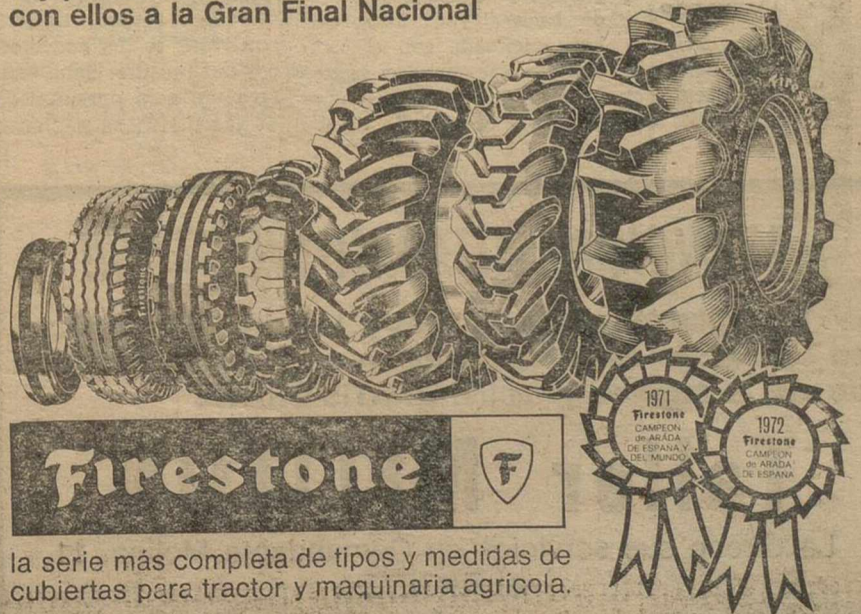 con ellos a la Gran Final Nacional
Firestone
Firestone
F
1971
Firestone
CAMPEON
de ARADA
DE ESPAÑA Y
DEL MUNDO
1972
Firestone
CAMPEON
de ARADA
DE ESPAÑA
la serie más completa de tipos y medidas de
cubiertas para tractor y maquinaria agrícola.